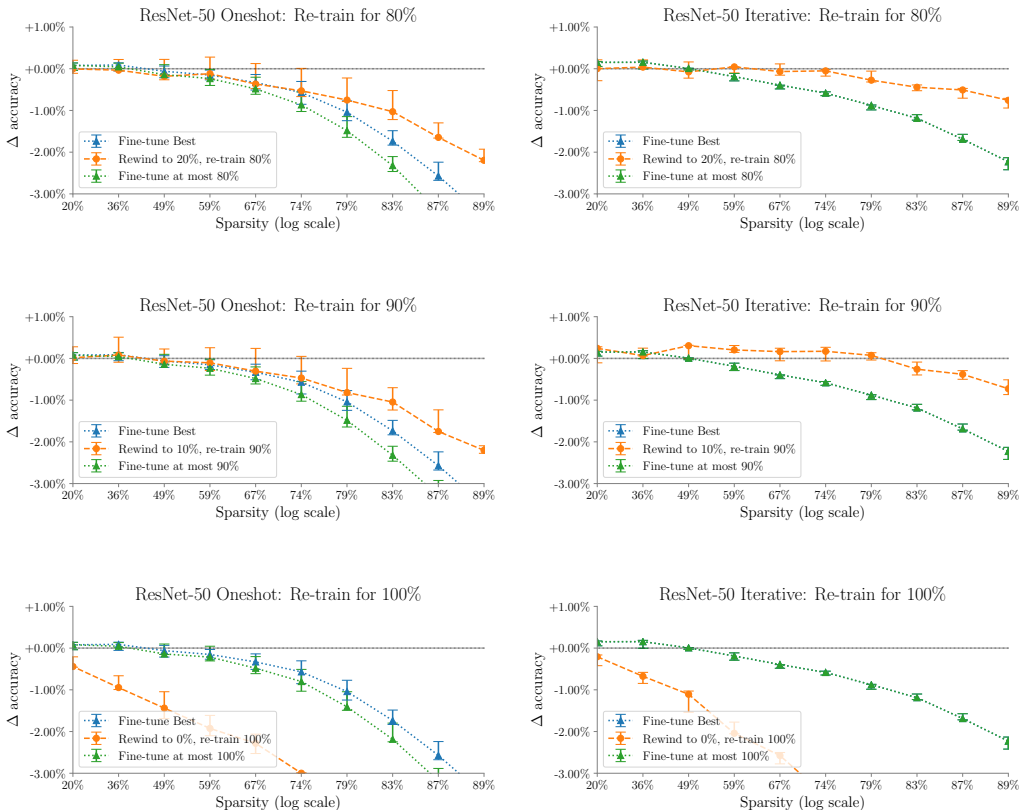 ResNet-50 Oneshot: Re-train for 80%
+1.00%
+0.00%
-1.00%
-2.00%
-3.00%
Δ accuracy
Fine-tune Best
Rewind to 20%, re-train 80%
Fine-tune at most 80%
20% 36% 49% 59% 67% 74% 79% 83% 87% 89%
Sparsity (log scale)
ResNet-50 Iterative: Re-train for 80%
+1.00%
+0.00%
-1.00%
-2.00%
-3.00%
Δ accuracy
Fine-tune Best
Rewind to 20%, re-train 80%
Fine-tune at most 80%
20% 36% 49% 59% 67% 74% 79% 83% 87% 89%
Sparsity (log scale)
ResNet-50 Oneshot: Re-train for 90%
+1.00%
+0.00%
-1.00%
-2.00%
-3.00%
Δ accuracy
Fine-tune Best
Rewind to 10%, re-train 90%
Fine-tune at most 90%
20% 36% 49% 59% 67% 74% 79% 83% 87% 89%
Sparsity (log scale)
ResNet-50 Iterative: Re-train for 90%
+1.00%
+0.00%
-1.00%
-2.00%
-3.00%
Δ accuracy
Fine-tune Best
Rewind to 10%, re-train 90%
Fine-tune at most 90%
20% 36% 49% 59% 67% 74% 79% 83% 87% 89%
Sparsity (log scale)
ResNet-50 Oneshot: Re-train for 100%
+1.00%
+0.00%
-1.00%
-2.00%
-3.00%
Δ accuracy
Fine-tune Best
Rewind to 0%, re-train 100%
Fine-tune at most 100%
20% 36% 49% 59% 67% 74% 79% 83% 87% 89%
Sparsity (log scale)
ResNet-50 Iterative: Re-train for 100%
+1.00%
+0.00%
-1.00%
-2.00%
-3.00%
Δ accuracy
Fine-tune Best
Rewind to 0%, re-train 100%
Fine-tune at most 100%
20% 36% 49% 59% 67% 74% 79% 83% 87% 89%
Sparsity (log scale)